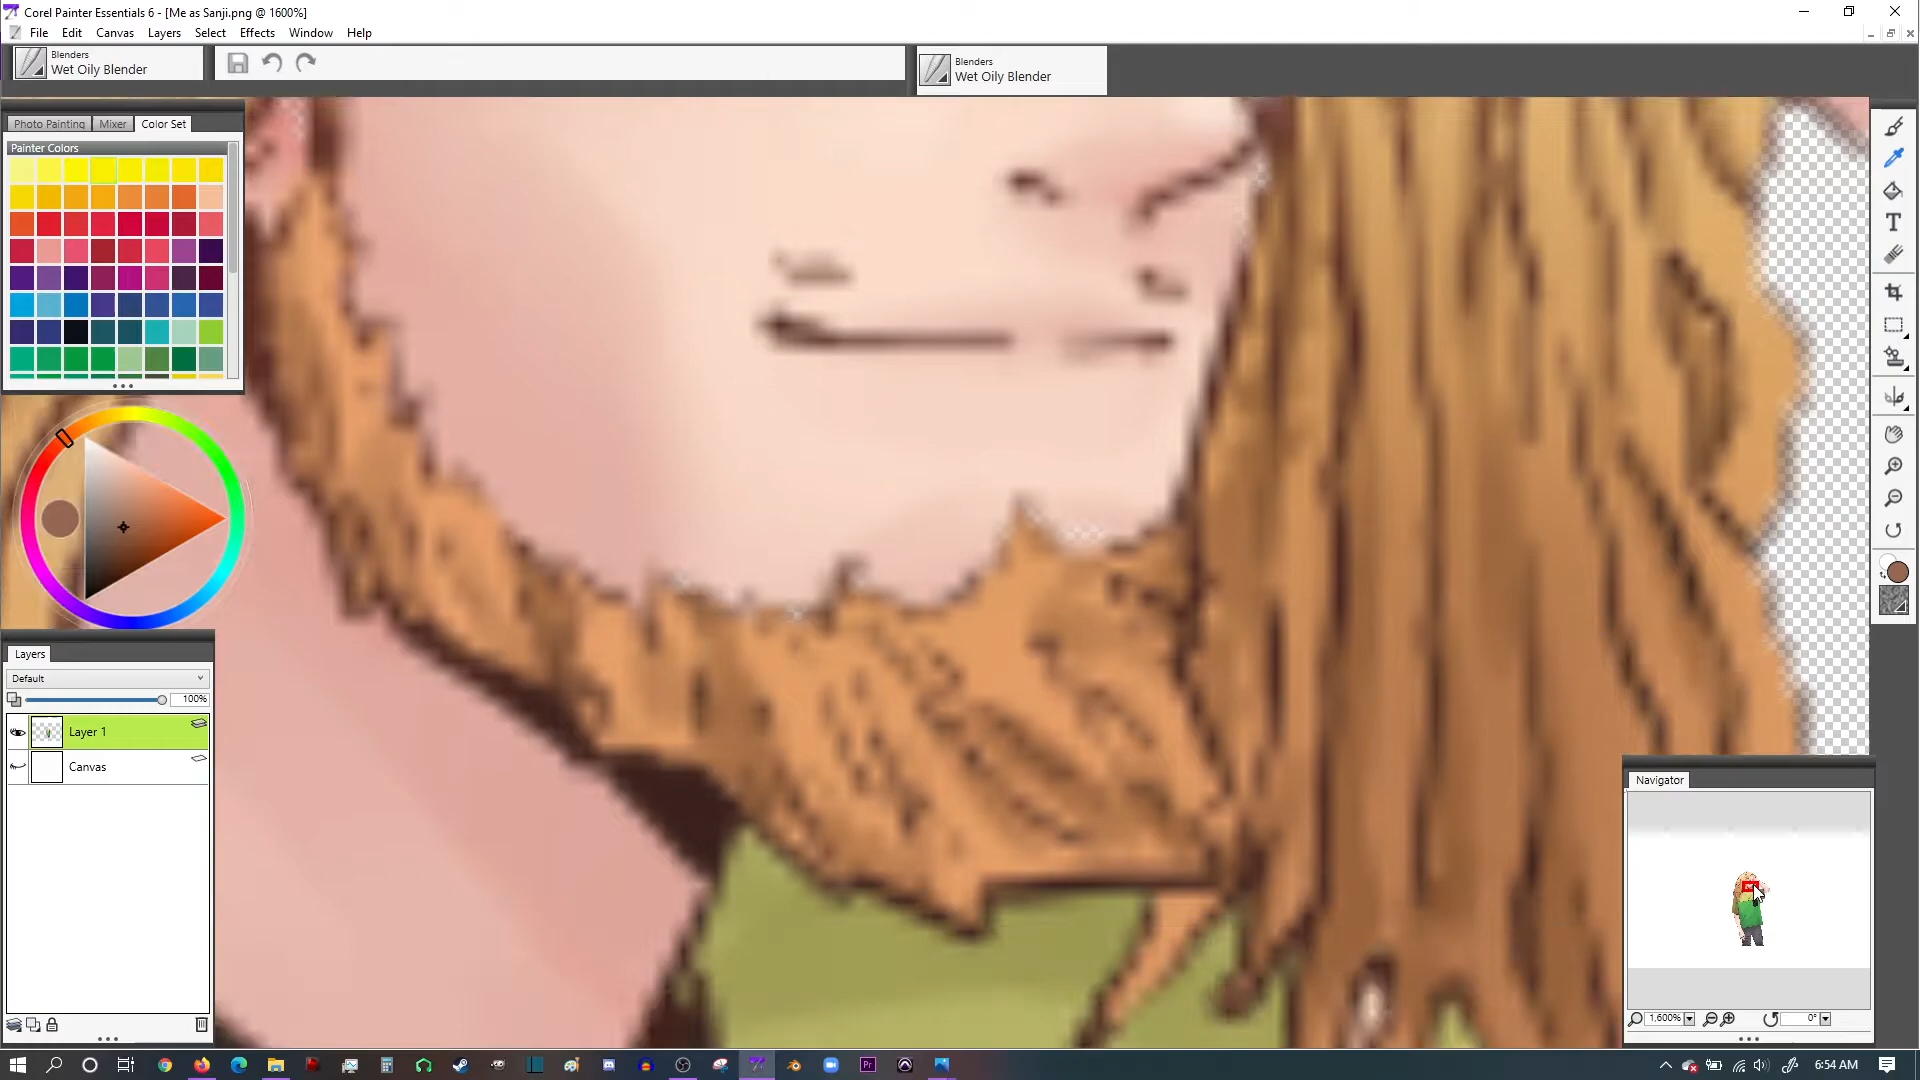 Corel Painter Essentials 6 - [Me as Sanji.png @ 1600%]
File Edit Canvas Layers Select Effects Window Help
Blenders
Wet Oily Blender
Blenders
Wet Oily Blender
Photo Painting Mixer Color Set
Painter Colors
Layers
Default
100%
Layer 1
Canvas
Navigator
1,600% 0°
6:54 AM